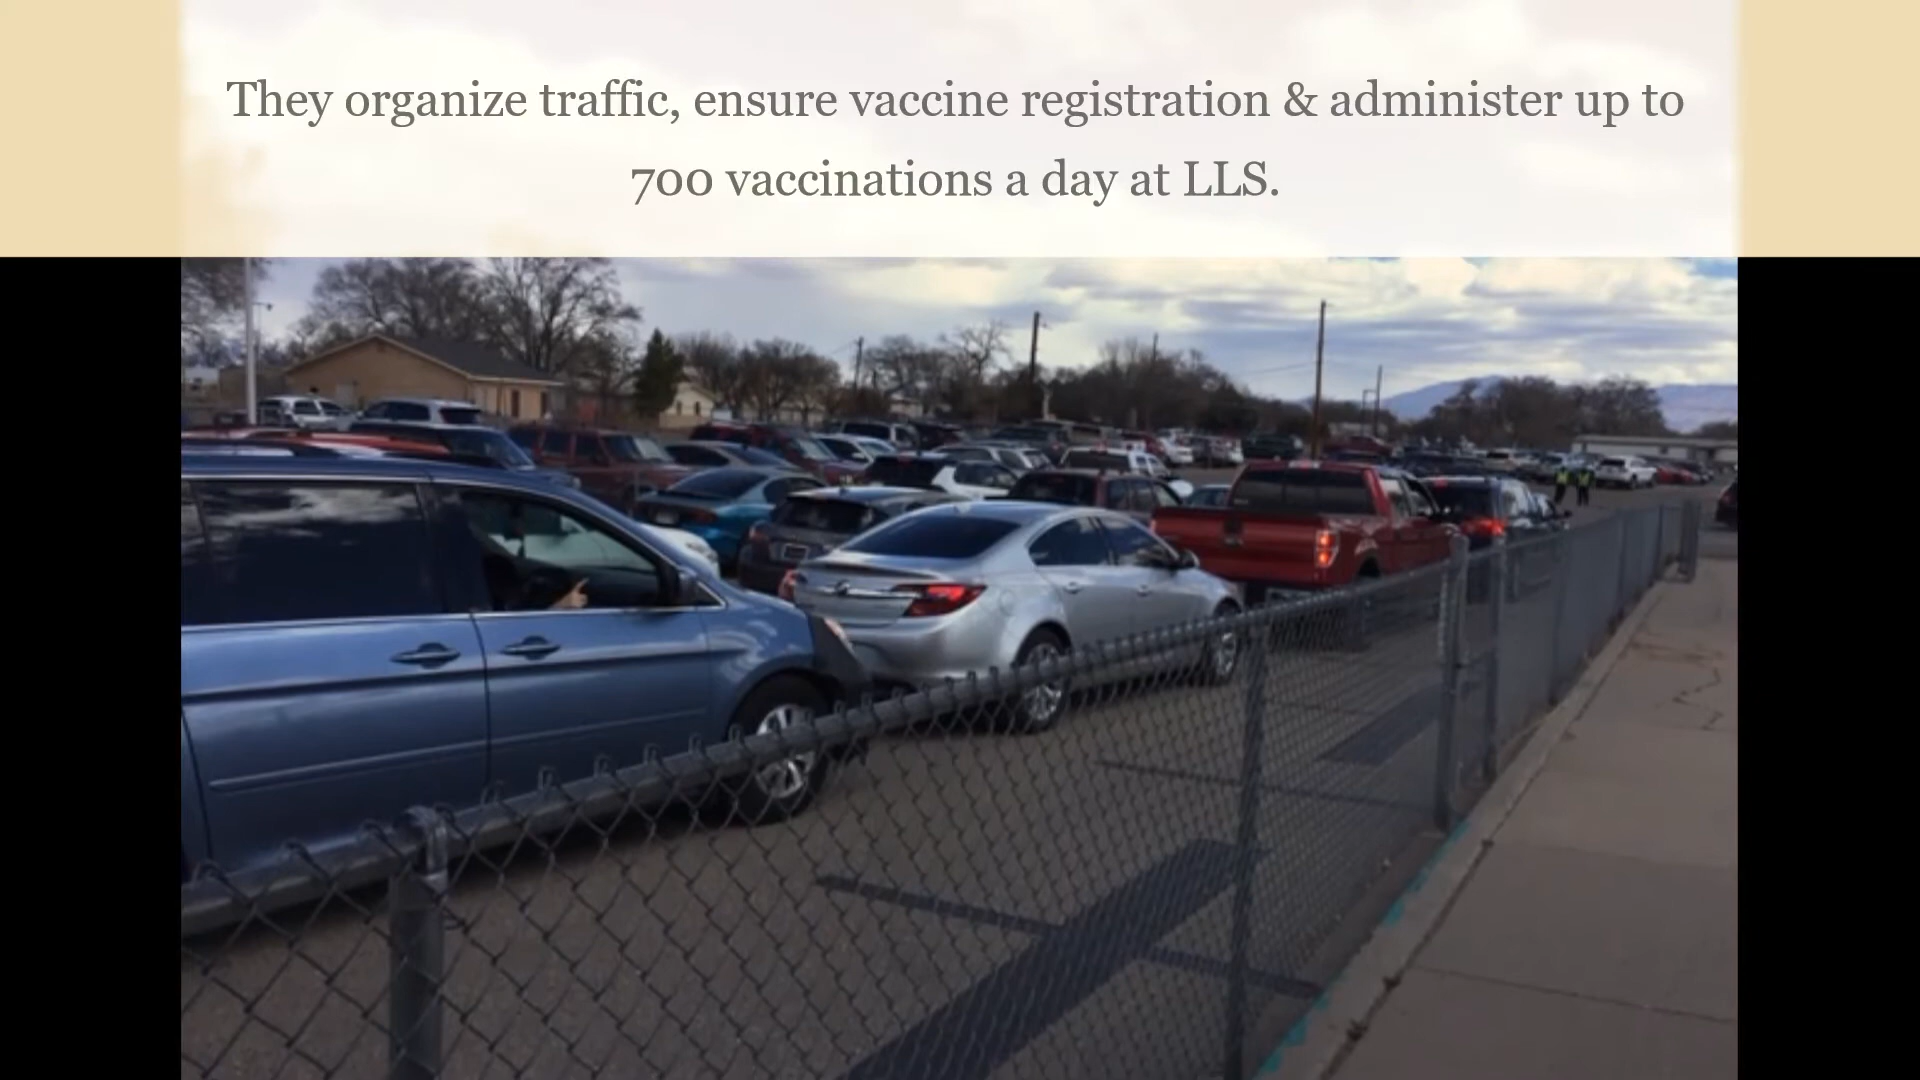 They organize traffic, ensure vaccine registration & administer up to
700 vaccinations a day at LLS.